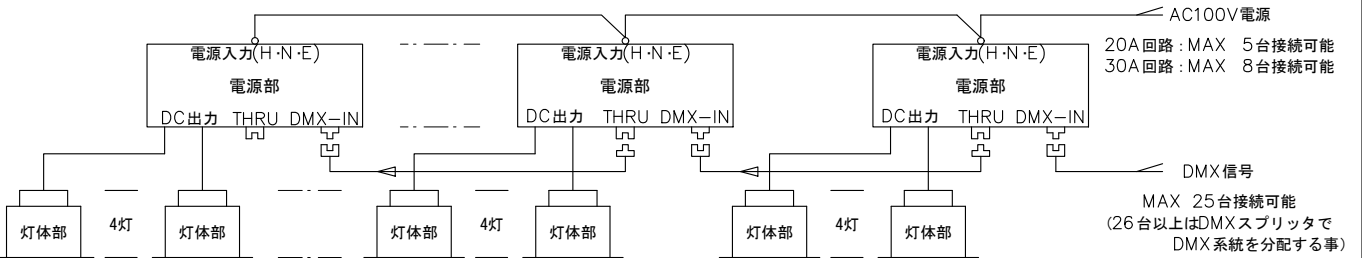 AC100V電源
20A回路：MAX 5台接続可能
30A回路：MAX 8台接続可能
電源入力(H・N・E)
電源部
DC出力 THRU DMX-IN
電源入力(H・N・E)
電源部
DC出力 THRU DMX-IN
電源入力(H・N・E)
電源部
DC出力 THRU DMX-IN
灯体部 4灯 灯体部
灯体部 4灯 灯体部
灯体部 4灯 灯体部
DMX信号
MAX 25台接続可能
(26台以上はDMXスプリッタで
DMX系統を分配する事)